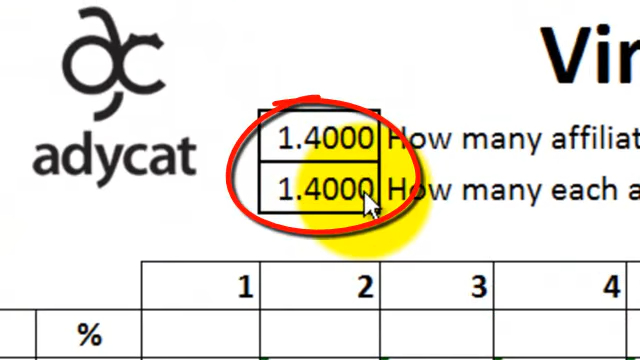 Vir
adycat
1.4000 How many affiliat
1.4000 How many each a
1 2 3 4
%